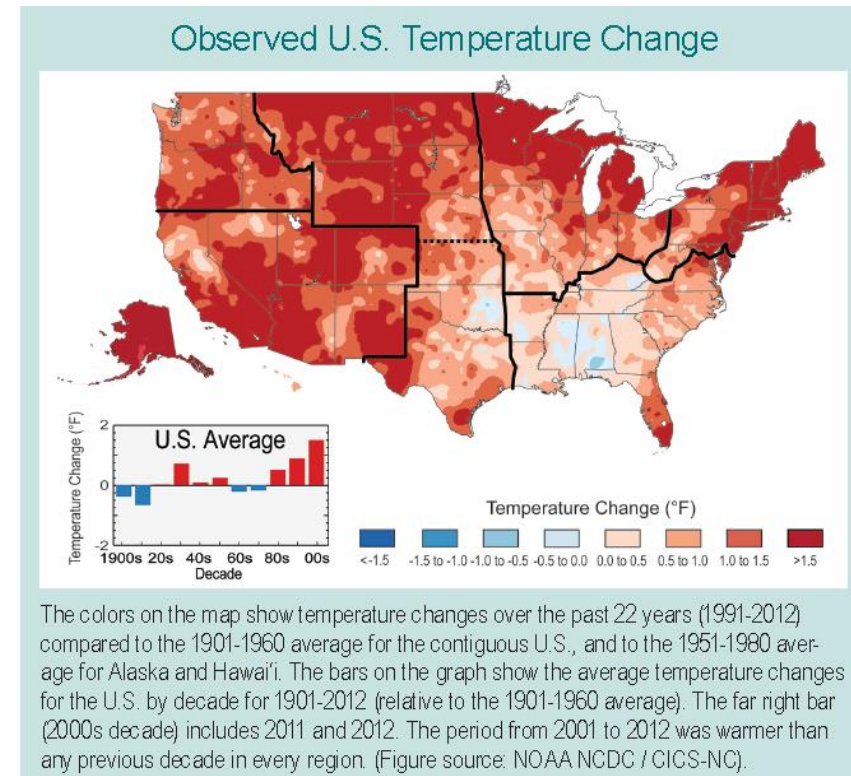 Observed U.S. Temperature Change
Temperature Change (°F)
2
0
-2
U.S. Average
1900s 20s 40s 60s 80s 00s
Decade
Temperature Change (°F)
<-1.5 -1.5 to -1.0 -1.0 to -0.5 -0.5 to 0.0 0.0 to 0.5 0.5 to 1.0 1.0 to 1.5 >1.5
The colors on the map show temperature changes over the past 22 years (1991-2012)
compared to the 1901-1960 average for the contiguous U.S., and to the 1951-1980 aver-
age for Alaska and Hawai‘i. The bars on the graph show the average temperature changes
for the U.S. by decade for 1901-2012 (relative to the 1901-1960 average). The far right bar
(2000s decade) includes 2011 and 2012. The period from 2001 to 2012 was warmer than
any previous decade in every region. (Figure source: NOAA NCDC / CICS-NC).